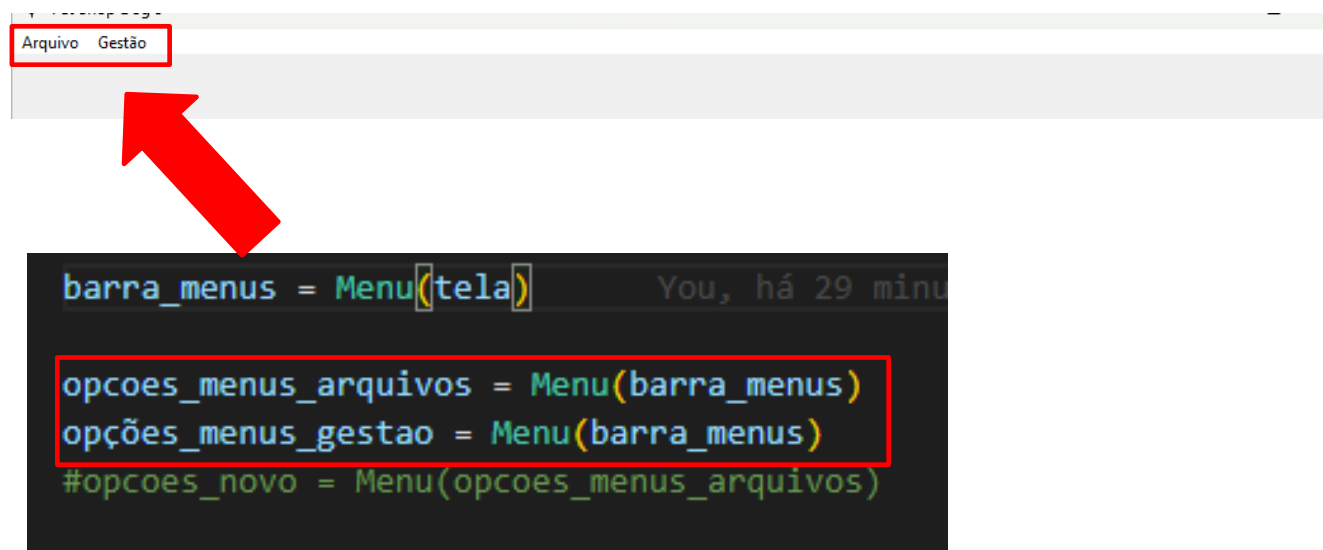 Arquivo Gestão
barra_menus = Menu(tela) You, há 29 minu
opcoes_menus_arquivos = Menu(barra_menus)
opções_menus_gestao = Menu(barra_menus)
#opcoes_novo = Menu(opcoes_menus_arquivos)